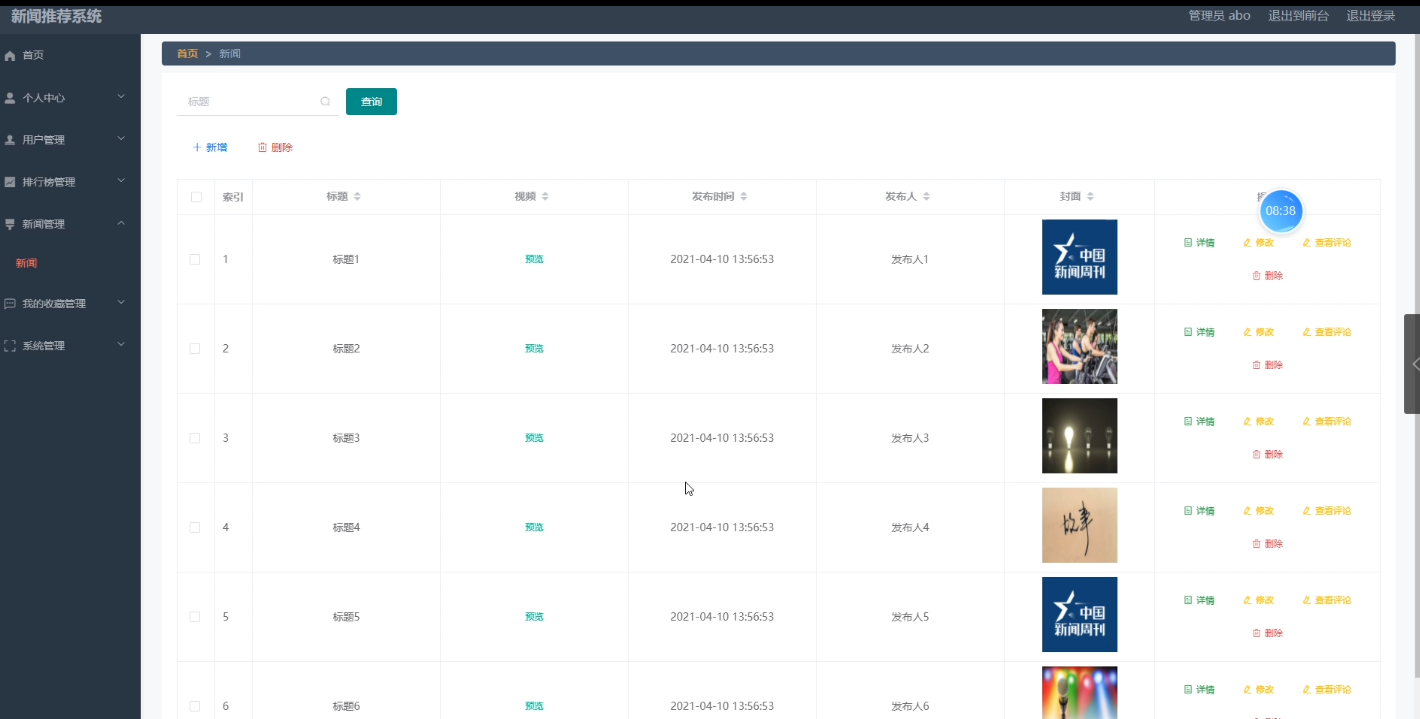 新闻推荐系统
管理员 abo 退出到前台 退出登录
首页
个人中心
用户管理
排行榜管理
新闻管理
新闻
我的收藏管理
系统管理
首页 > 新闻
标题
查询
+ 新增 删除
索引 标题 视频 发布时间 发布人 封面
08:38
1 标题1 预览 2021-04-10 13:56:53 发布人1
中国
新闻周刊
详情 修改 查看评论
删除
2 标题2 预览 2021-04-10 13:56:53 发布人2
详情 修改 查看评论
删除
3 标题3 预览 2021-04-10 13:56:53 发布人3
详情 修改 查看评论
删除
4 标题4 预览 2021-04-10 13:56:53 发布人4
故事
详情 修改 查看评论
删除
5 标题5 预览 2021-04-10 13:56:53 发布人5
中国
新闻周刊
详情 修改 查看评论
删除
6 标题6 预览 2021-04-10 13:56:53 发布人6
详情 修改 查看评论